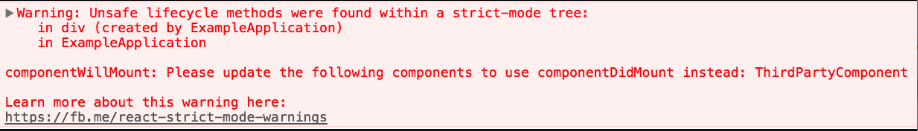 ▶Warning: Unsafe lifecycle methods were found within a strict-mode tree:
in div (created by ExampleApplication)
in ExampleApplication
componentWillMount: Please update the following components to use componentDidMount instead: ThirdPartyComponent
Learn more about this warning here:
https://fb.me/react-strict-mode-warnings